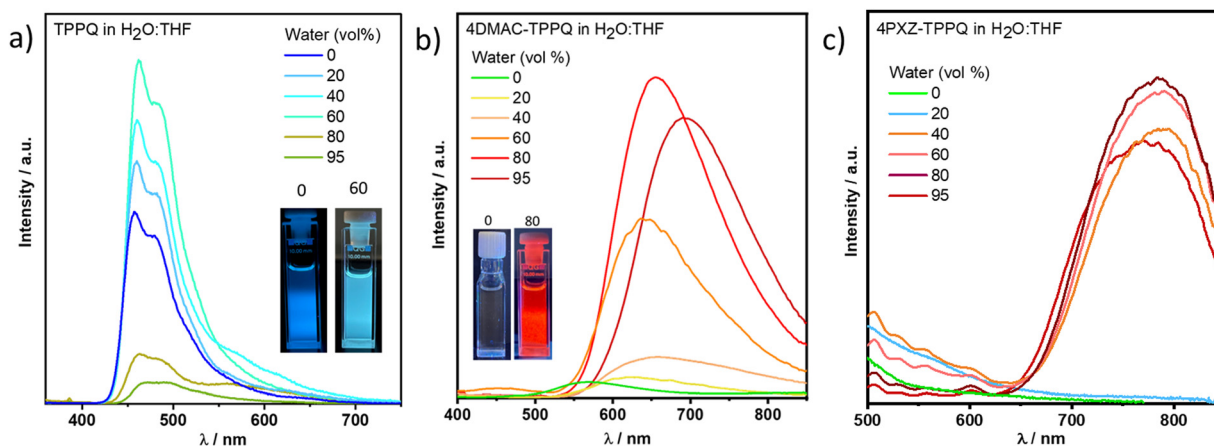 a)
TPPQ in H₂O:THF
Water (vol%)
0
20
40
60
80
95
0
60
Intensity / a.u.
400
500
600
700
λ / nm
b)
4DMAC-TPPQ in H₂O:THF
Water (vol %)
0
20
40
60
80
95
0
80
Intensity / a.u.
400
500
600
700
800
λ / nm
c)
4PXZ-TPPQ in H₂O:THF
Water (vol %)
0
20
40
60
80
95
Intensity / a.u.
500
600
700
800
λ / nm